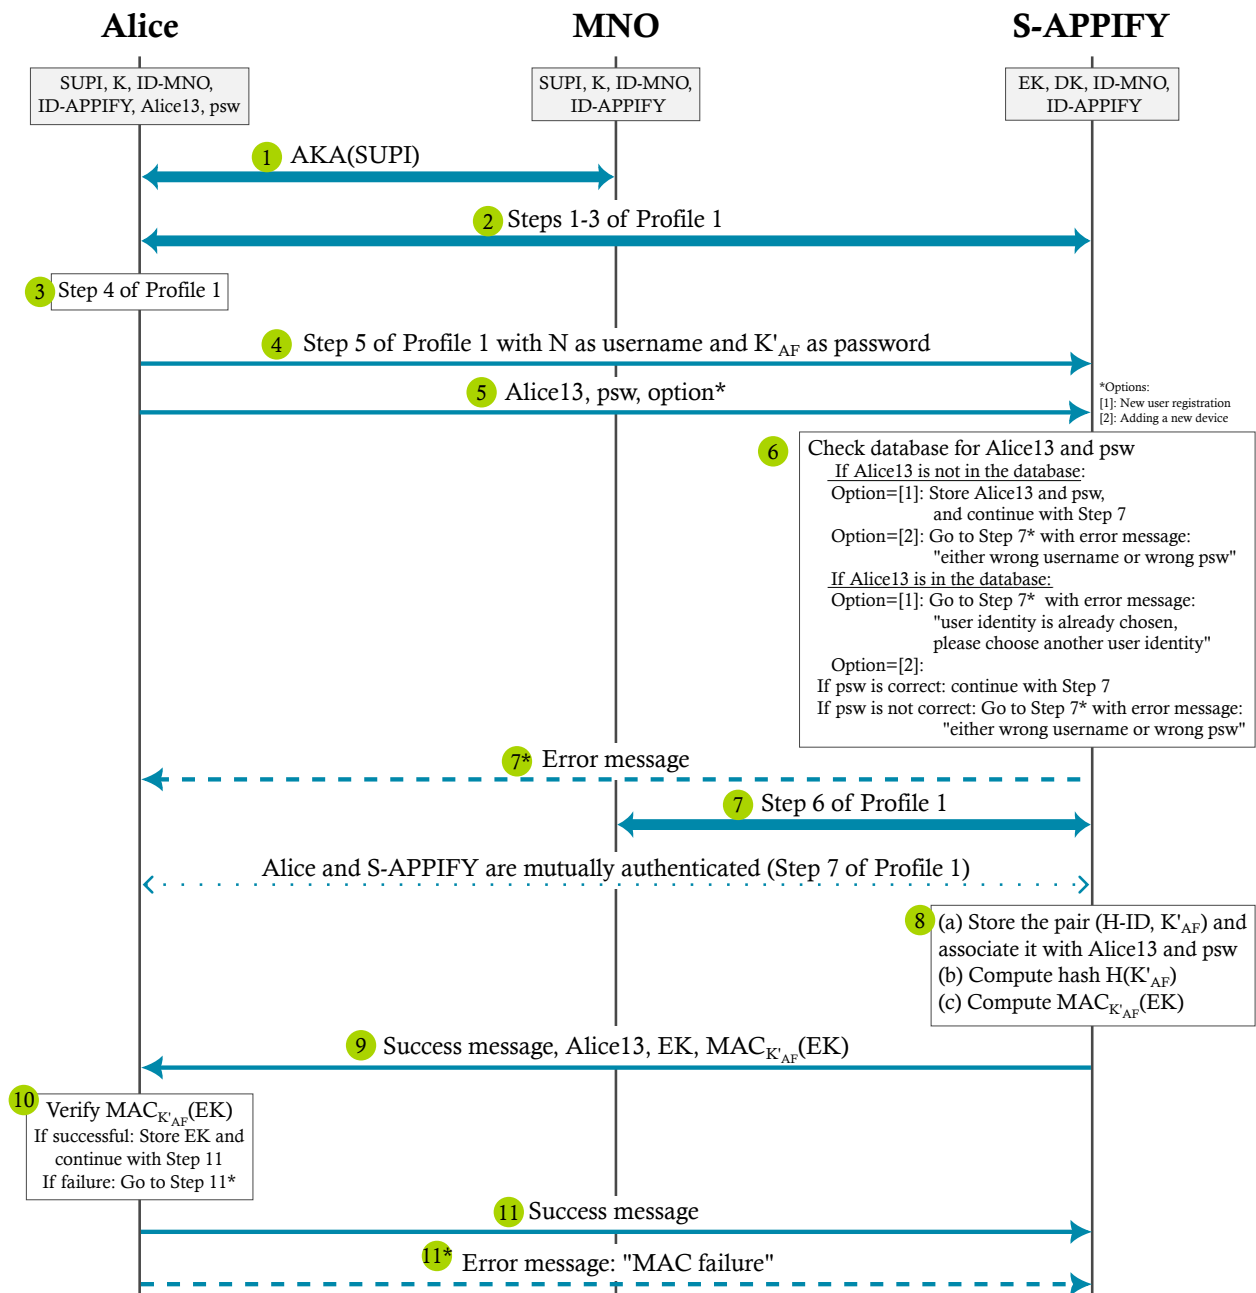 Alice
MNO
S-APPIFY
SUPI, K, ID-MNO,
ID-APPIFY, Alice13, psw
SUPI, K, ID-MNO,
ID-APPIFY
EK, DK, ID-MNO,
ID-APPIFY
1 AKA(SUPI)
2 Steps 1-3 of Profile 1
3 Step 4 of Profile 1
4 Step 5 of Profile 1 with N as username and K'AF as password
5 Alice13, psw, option*
*Options:
[1]: New user registration
[2]: Adding a new device
6 Check database for Alice13 and psw
If Alice13 is not in the database:
Option=[1]: Store Alice13 and psw,
and continue with Step 7
Option=[2]: Go to Step 7* with error message:
"either wrong username or wrong psw"
If Alice13 is in the database:
Option=[1]: Go to Step 7* with error message:
"user identity is already chosen,
please choose another user identity"
Option=[2]:
If psw is correct: continue with Step 7
If psw is not correct: Go to Step 7* with error message:
"either wrong username or wrong psw"
7* Error message
7 Step 6 of Profile 1
Alice and S-APPIFY are mutually authenticated (Step 7 of Profile 1)
8 (a) Store the pair (H-ID, K'AF) and
associate it with Alice13 and psw
(b) Compute hash H(K'AF)
(c) Compute MACK'AF(EK)
9 Success message, Alice13, EK, MACK'AF(EK)
10 Verify MACK'AF(EK)
If successful: Store EK and
continue with Step 11
If failure: Go to Step 11*
11 Success message
11* Error message: "MAC failure"